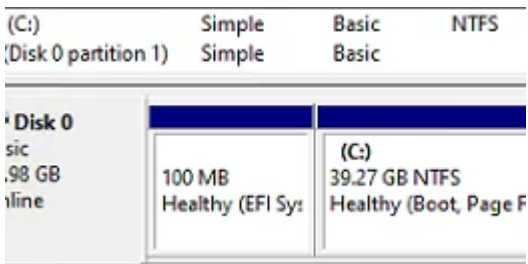 (C:) Simple Basic NTFS
(Disk 0 partition 1) Simple Basic
Disk 0
sic
.98 GB
nline
100 MB
Healthy (EFI Sys
(C:)
39.27 GB NTFS
Healthy (Boot, Page F